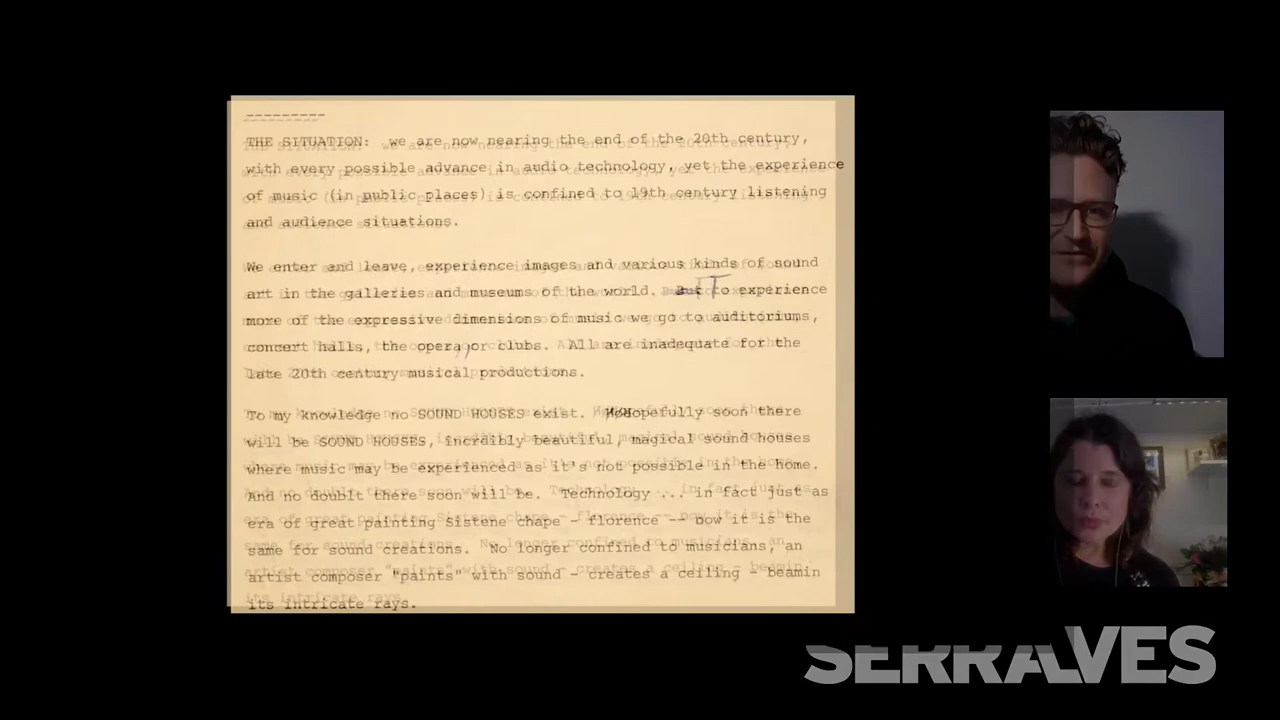 ---------
THE SITUATION: we are now nearing the end of the 20th century,
with every possible advance in audio technology, yet the experience
of music (in public places) is confined to 19th century listening
and audience situations.
We enter and leave, experience images and various kinds of sound
art in the galleries and museums of the world. To experience
more of the expressive dimensions of music we go to auditoriums,
concert halls, the opera, or clubs. All are inadequate for the
late 20th century musical productions.
To my knowledge no SOUND HOUSES exist. Hopefully soon there
will be SOUND HOUSES, incrdibly beautiful, magical sound houses
where music may be experienced as it's not possible in the home.
And no doubt there soon will be. Technology ... in fact just as
era of great painting Sistene chape - florence -- now it is the
same for sound creations. No longer confined to musicians, an
artist composer "paints" with sound - creates a ceiling - beamin
its intricate rays.
SERRALVES